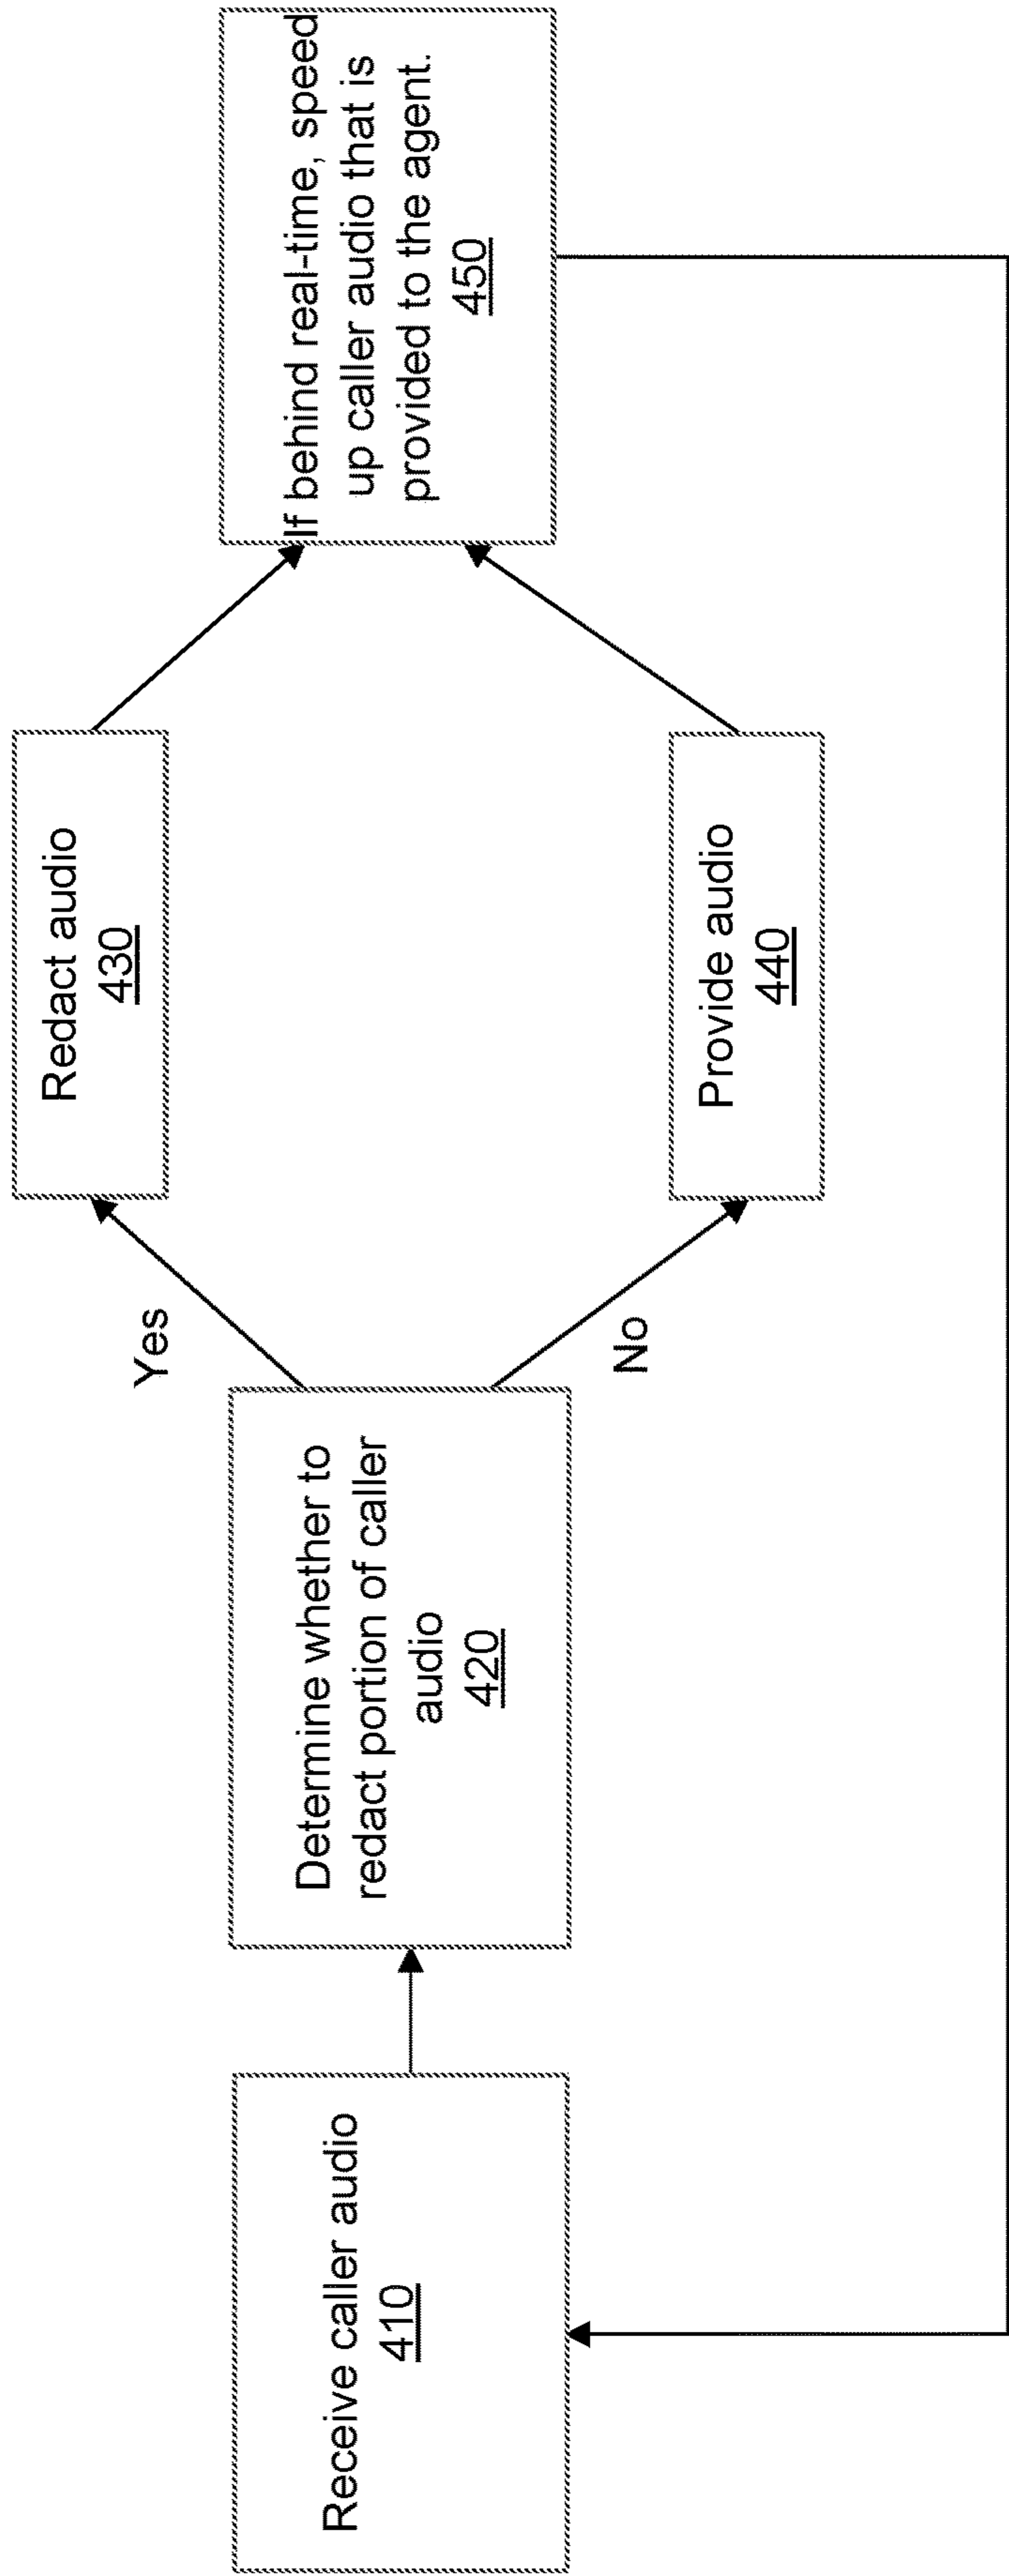 Receive caller audio
410
Determine whether to
redact portion of caller
audio
420
Yes
No
Redact audio
430
Provide audio
440
If behind real-time, speed
up caller audio that is
provided to the agent.
450